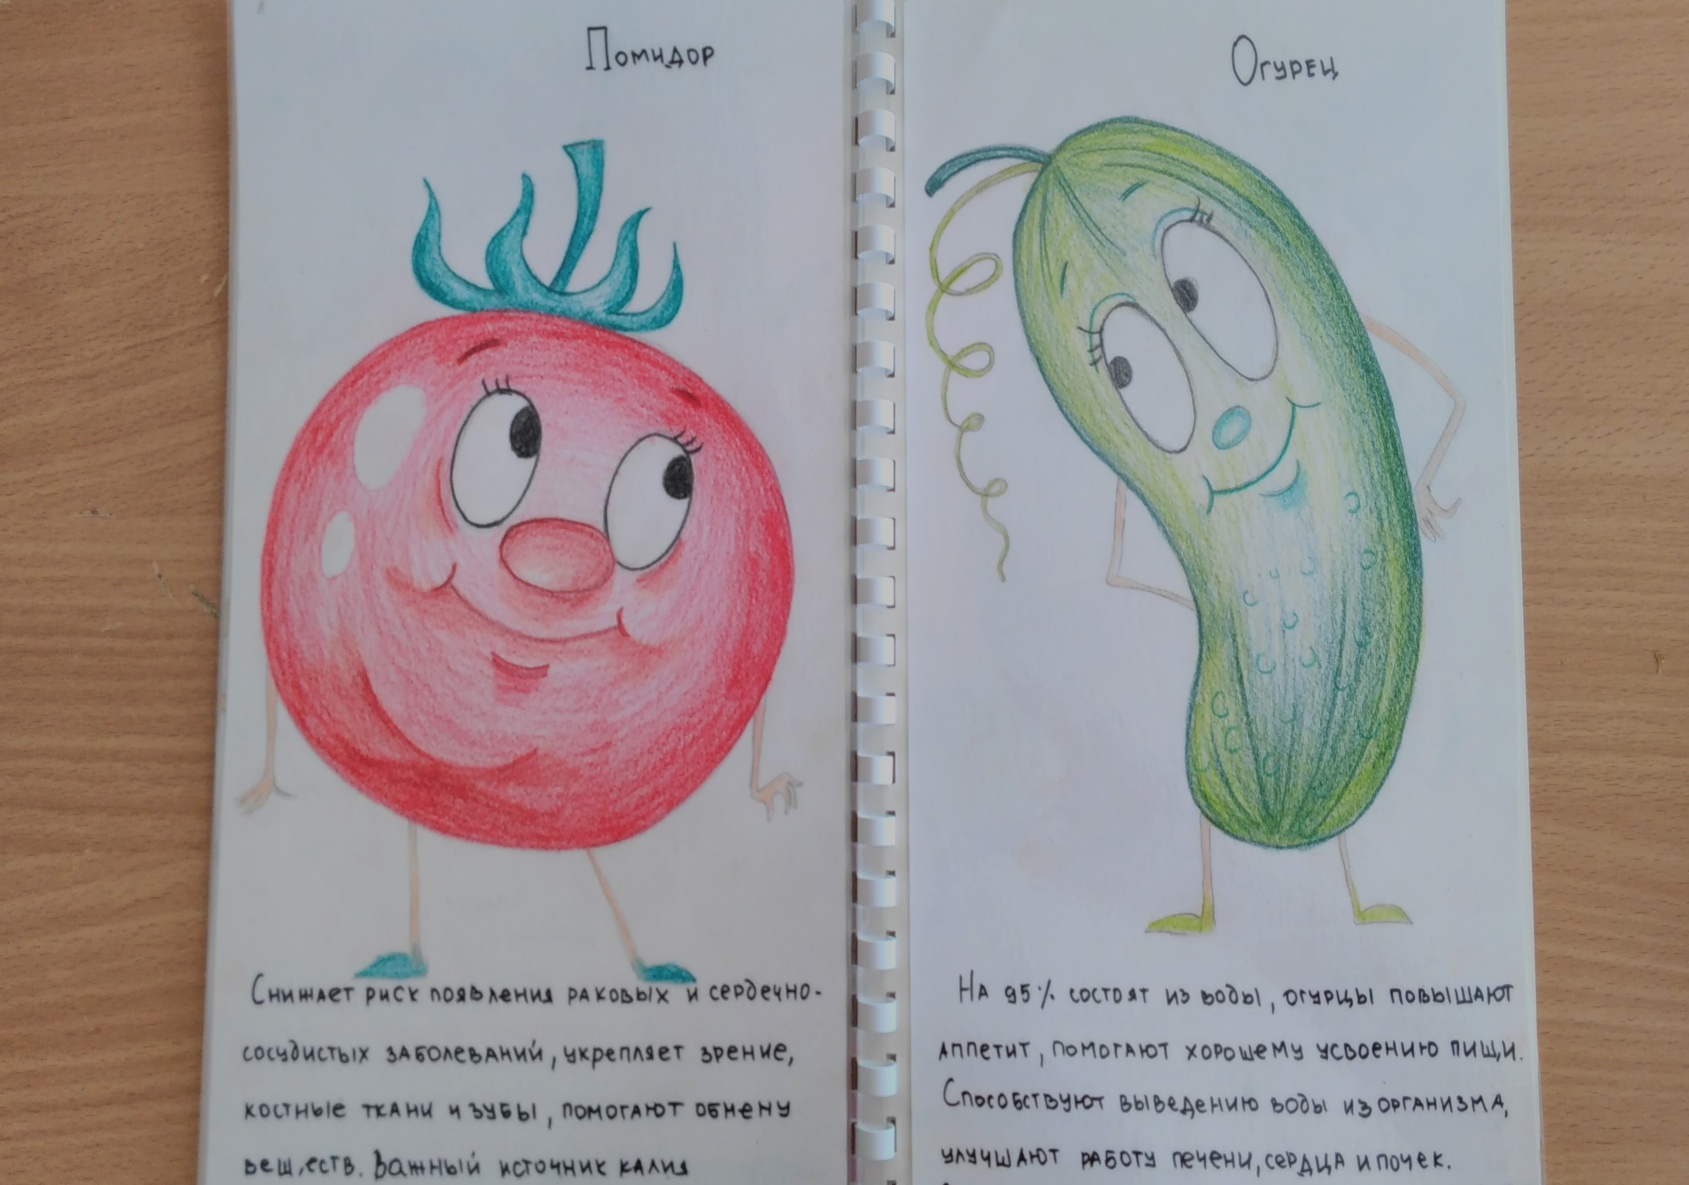 Помидор
Снижает риск появления раковых и сердечно-
сосудистых заболеваний, укрепляет зрение,
костные ткани и зубы, помогают обмену
веществ. Важный источник калия
Огурец
На 95% состоят из воды, огурцы повышают
аппетит, помогают хорошему усвоению пищи.
Способствуют выведению воды из организма,
улучшают работу печени, сердца и почек.